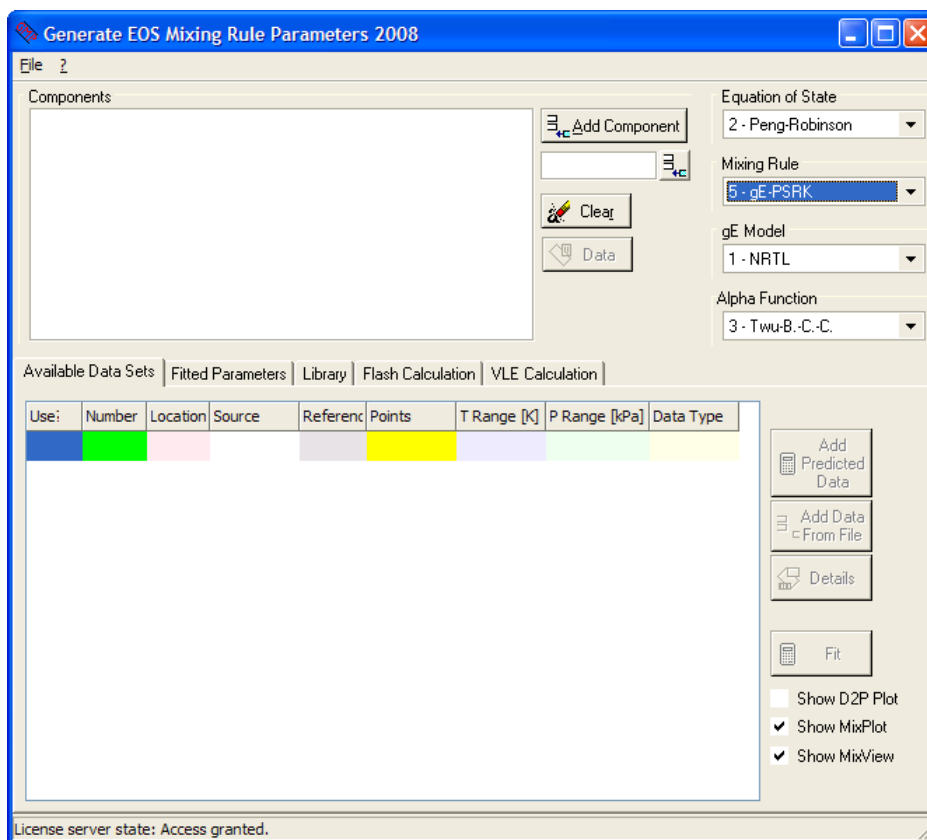 Generate EOS Mixing Rule Parameters 2008
File ?
Components
Add Component
Clear
Data
Equation of State
2 - Peng-Robinson
Mixing Rule
5 - gE-PSRK
gE Model
1 - NRTL
Alpha Function
3 - Twu-B.-C.-C.
Available Data Sets Fitted Parameters Library Flash Calculation VLE Calculation
Use Number Location Source Referenc Points T Range [K] P Range [kPa] Data Type
Add
Predicted
Data
Add Data
From File
Details
Fit
Show D2P Plot
Show MixPlot
Show MixView
License server state: Access granted.